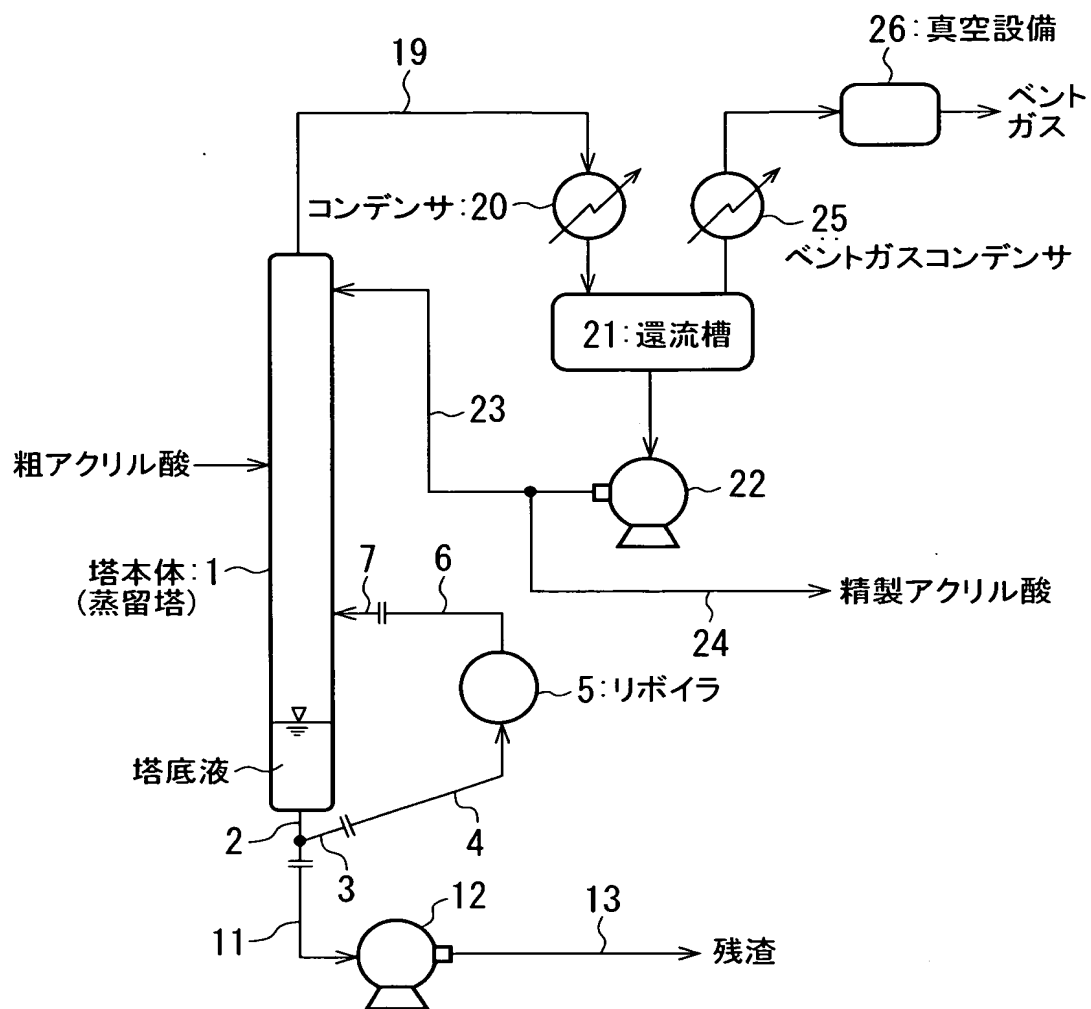 26:真空設備
19
ベント
ガス
コンデンサ:20
25
ベントガスコンデンサ
21:還流槽
23
粗アクリル酸
22
塔本体:1
(蒸留塔)
7
6
精製アクリル酸
24
5:リボイラ
塔底液
2
4
3
12
13
11
残渣